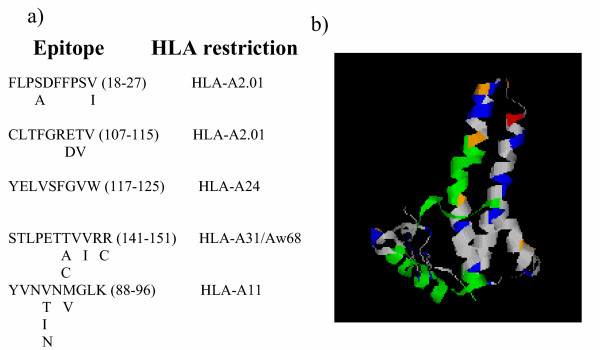 a)
b)
Epitope HLA restriction
FLPSDFFPSV (18-27) HLA-A2.01
A I
CLTFGRETV (107-115) HLA-A2.01
DV
YELVSFGVW (117-125) HLA-A24
STLPETTVVRR (141-151) HLA-A31/Aw68
A I C
C
YVNVNMGLK (88-96) HLA-A11
T V
I
N